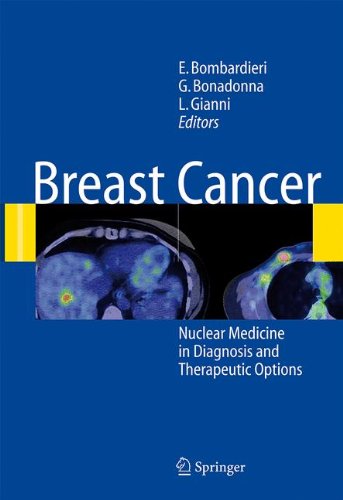 E. Bombardieri
G. Bonadonna
L. Gianni
Editors
Breast Cancer
Nuclear Medicine
in Diagnosis and
Therapeutic Options
Springer